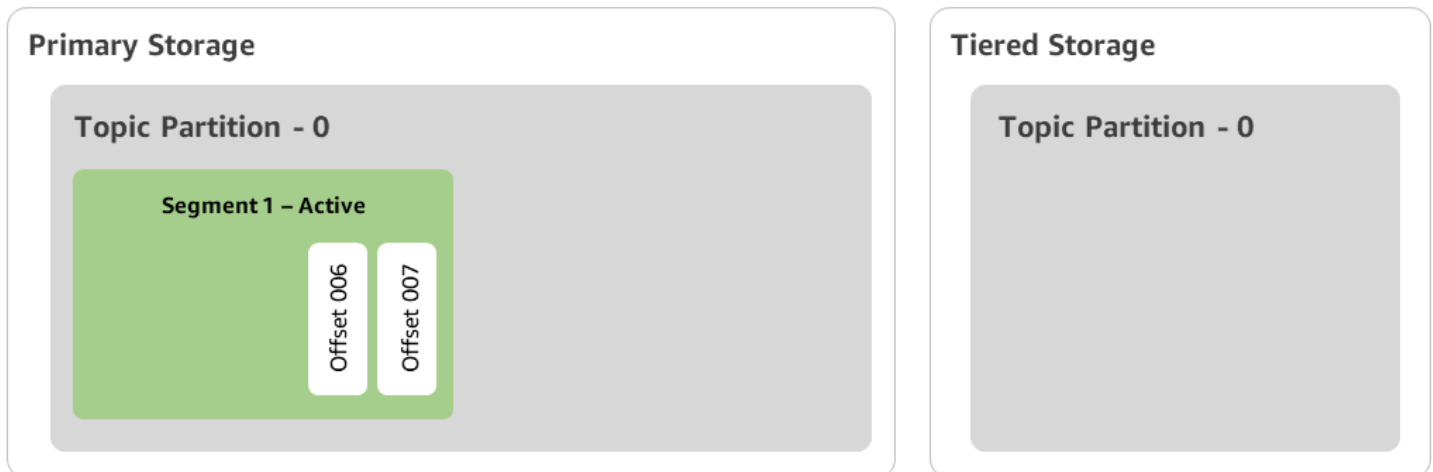 Primary Storage
Topic Partition - 0
Segment 1 – Active
Offset 006
Offset 007
Tiered Storage
Topic Partition - 0